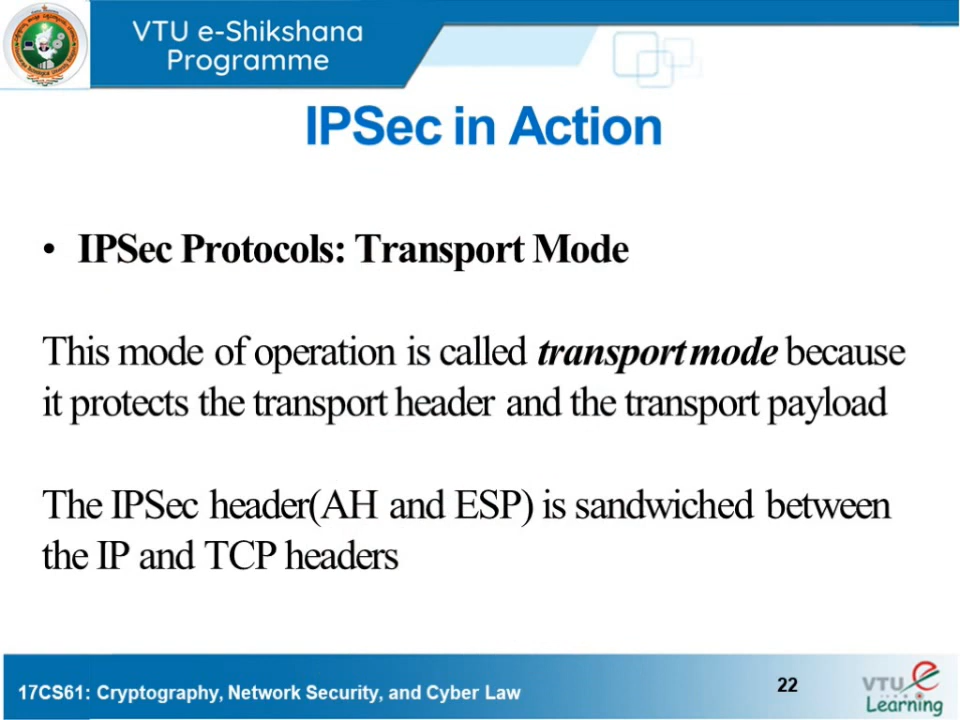 VTU e-Shikshana
Programme
IPSec in Action
• IPSec Protocols: Transport Mode
This mode of operation is called transport mode because
it protects the transport header and the transport payload
The IPSec header(AH and ESP) is sandwiched between
the IP and TCP headers
17CS61: Cryptography, Network Security, and Cyber Law
22
VTU e
Learning